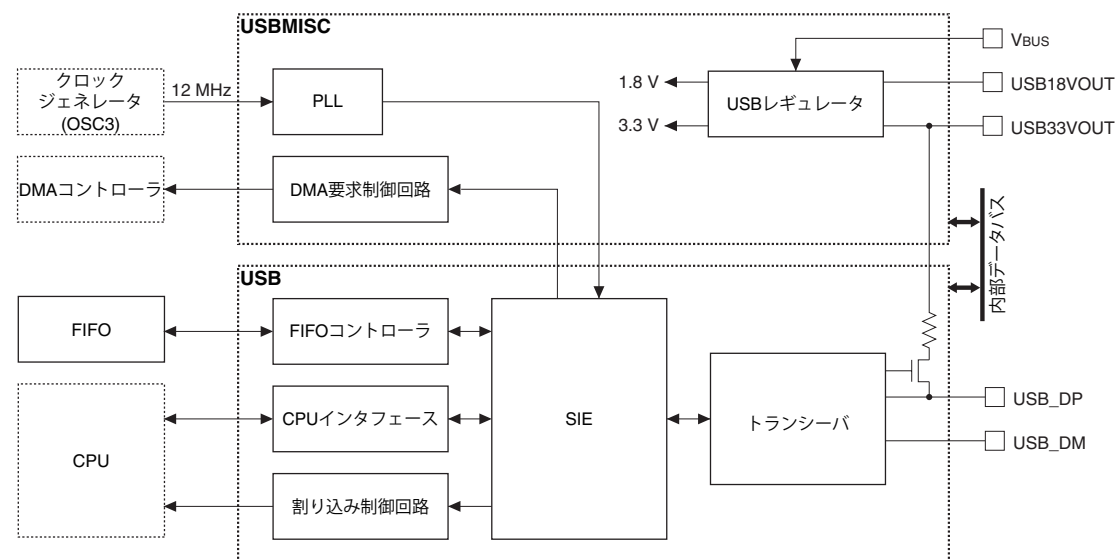 USBMISC
クロック
ジェネレータ
(OSC3)
12 MHz
PLL
1.8 V
3.3 V
USBレギュレータ
VBUS
USB18VOUT
USB33VOUT
DMAコントローラ
DMA要求制御回路
内部データバス
USB
FIFO
FIFOコントローラ
CPU
CPUインタフェース
割り込み制御回路
SIE
トランシーバ
USB_DP
USB_DM